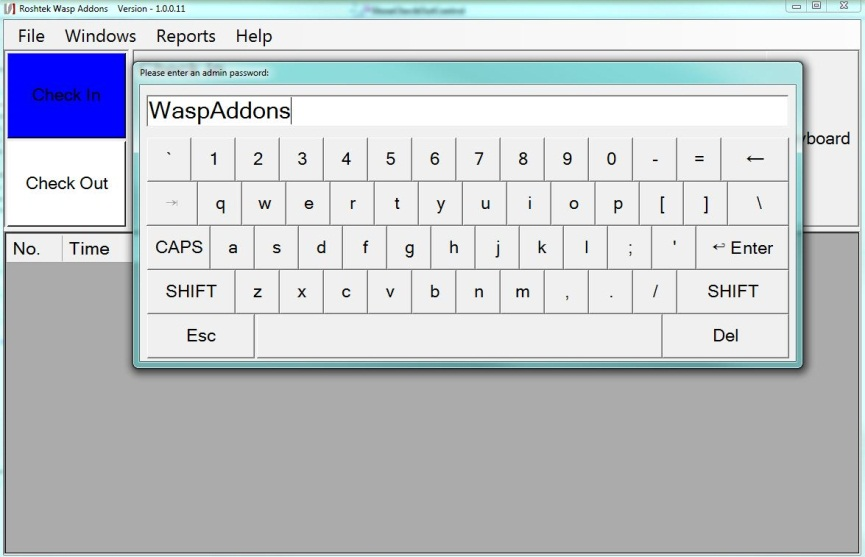 Roshtek Wasp Addons Version - 1.0.0.11
File Windows Reports Help
Check In
Check Out
Please enter an admin password:
WaspAddons
` 1 2 3 4 5 6 7 8 9 0 - = ←
⇥ q w e r t y u i o p [ ] \
CAPS a s d f g h j k l ; ' ↩ Enter
SHIFT z x c v b n m , . / SHIFT
Esc Del
yboard
No. Time